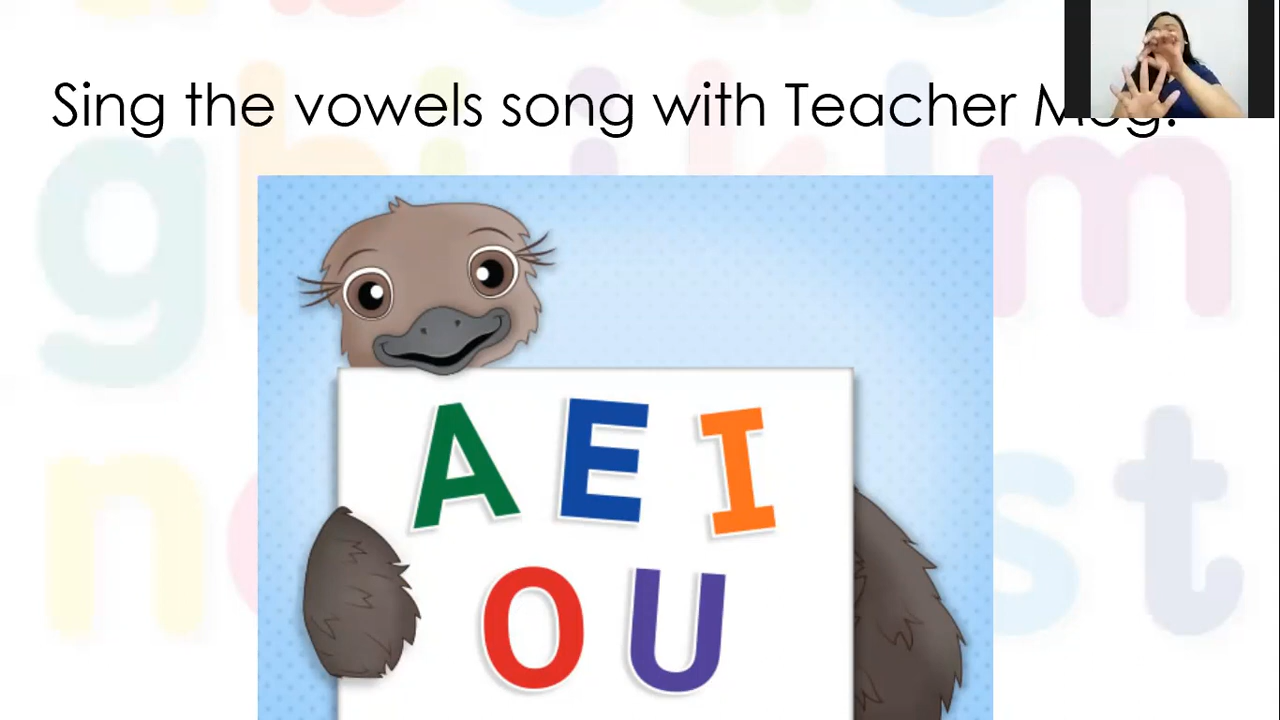 Sing the vowels song with Teacher
g h i j k l m
A E I
O U
n s t